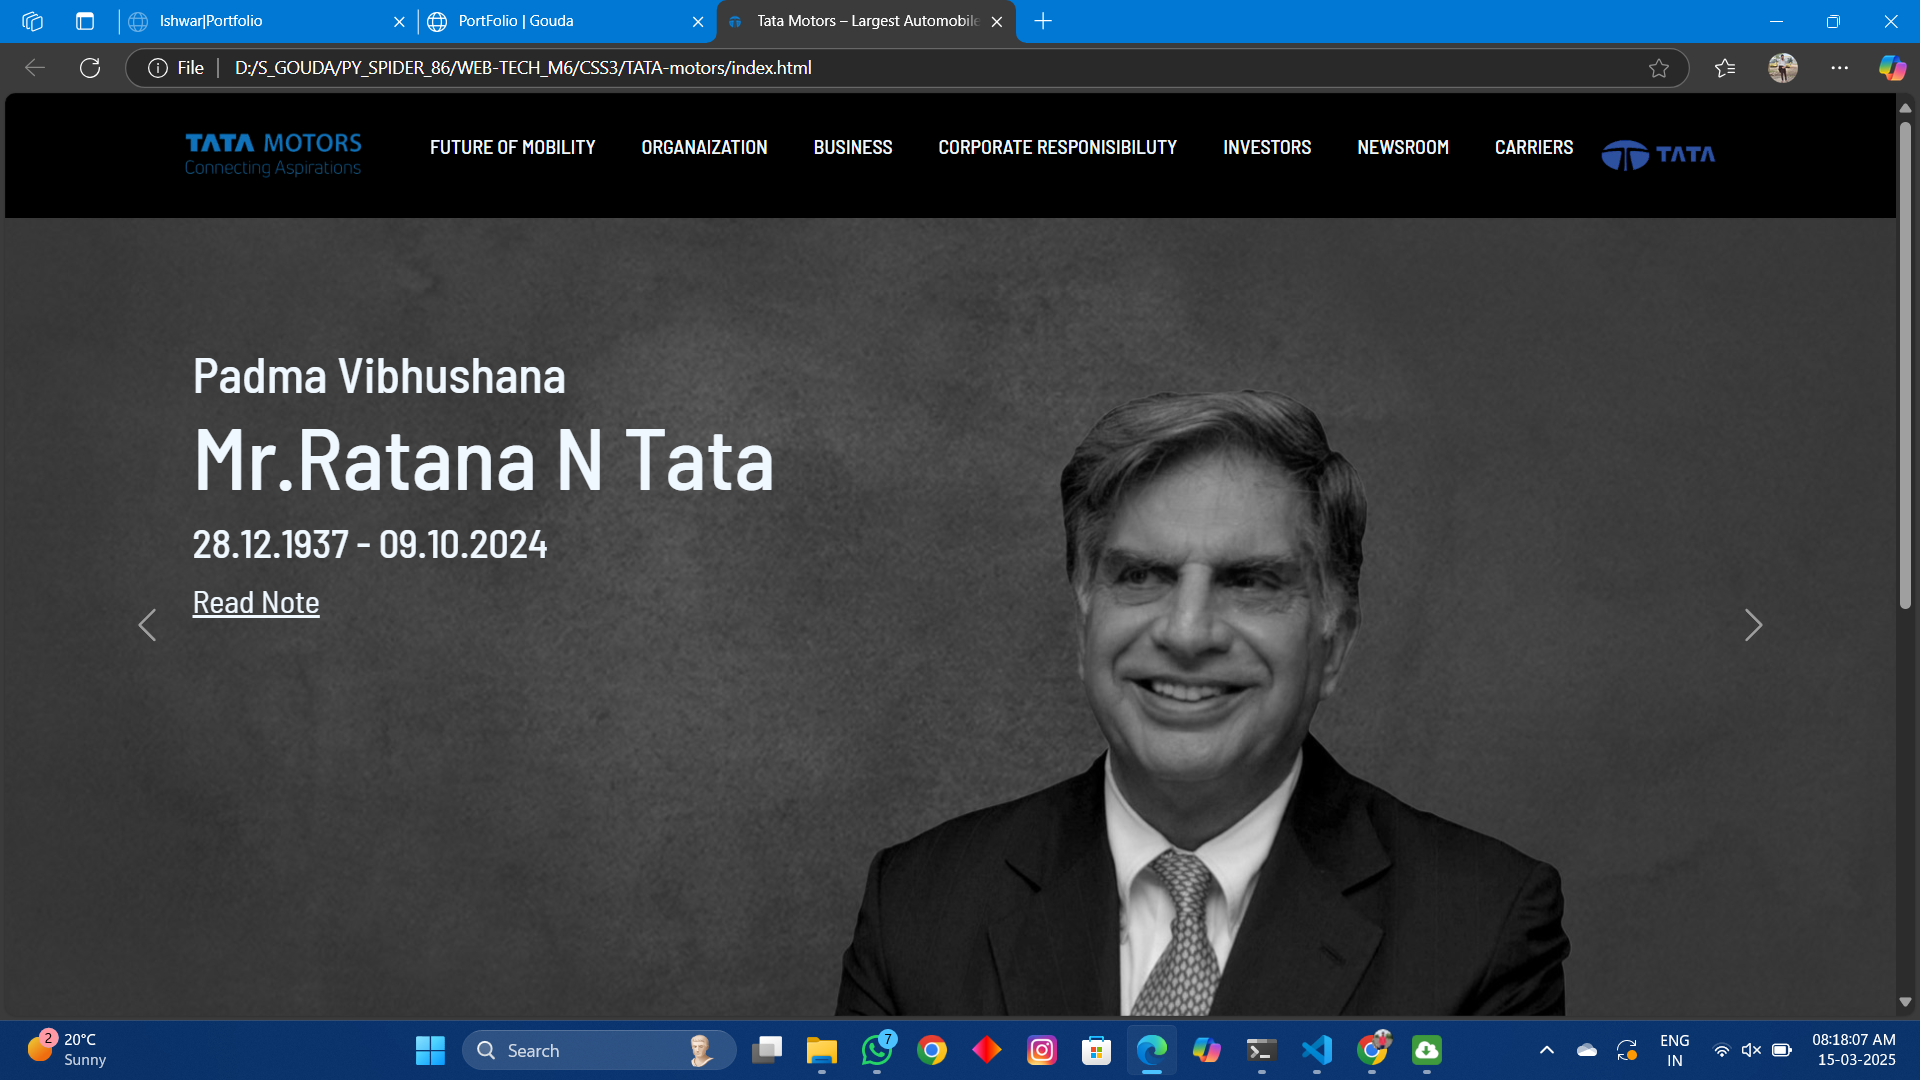 Ishwar|Portfolio
PortFolio | Gouda
Tata Motors – Largest Automobile
File
D:/S_GOUDA/PY_SPIDER_86/WEB-TECH_M6/CSS3/TATA-motors/index.html
TATA MOTORS
Connecting Aspirations
FUTURE OF MOBILITY
ORGANAIZATION
BUSINESS
CORPORATE RESPONISIBILUTY
INVESTORS
NEWSROOM
CARRIERS
TATA
Padma Vibhushana
Mr.Ratana N Tata
28.12.1937 - 09.10.2024
Read Note
2
20°C
Sunny
Search
7
ENG
IN
08:18:07 AM
15-03-2025